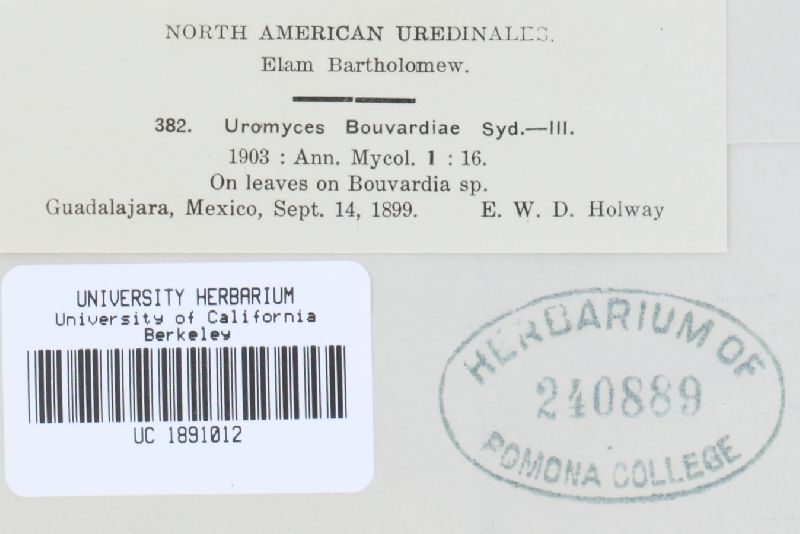 NORTH AMERICAN UREDINALES.
Elam Bartholomew.
382. Uromyces Bouvardiae Syd.—III.
1903 : Ann. Mycol. 1 : 16.
On leaves on Bouvardia sp.
Guadalajara, Mexico, Sept. 14, 1899. E. W. D. Holway
UNIVERSITY HERBARIUM
University of California
Berkeley
UC 1891012
HERBARIUM OF
240889
POMONA COLLEGE